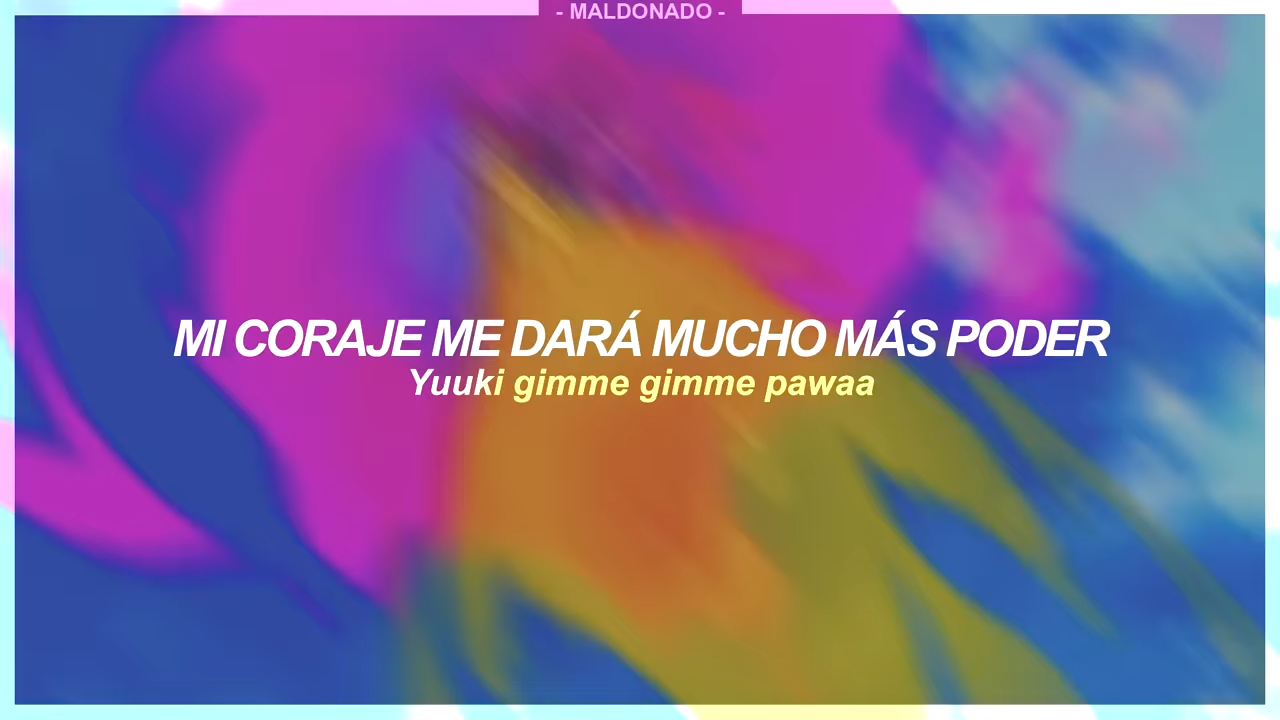 - MALDONADO -
MI CORAJE ME DARÁ MUCHO MÁS PODER
Yuuki gimme gimme pawaa